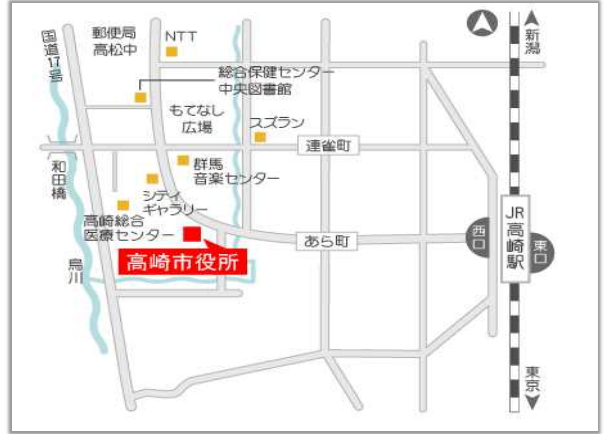 国道17号
郵便局
高松中
NTT
新潟
総合保健センター
中央図書館
もてなし
広場
スズラン
連雀町
和田橋
群馬
音楽センター
シティ
ギャラリー
高崎総合
医療センター
高崎市役所
あら町
西口
JR高崎駅
東口
烏川
東京